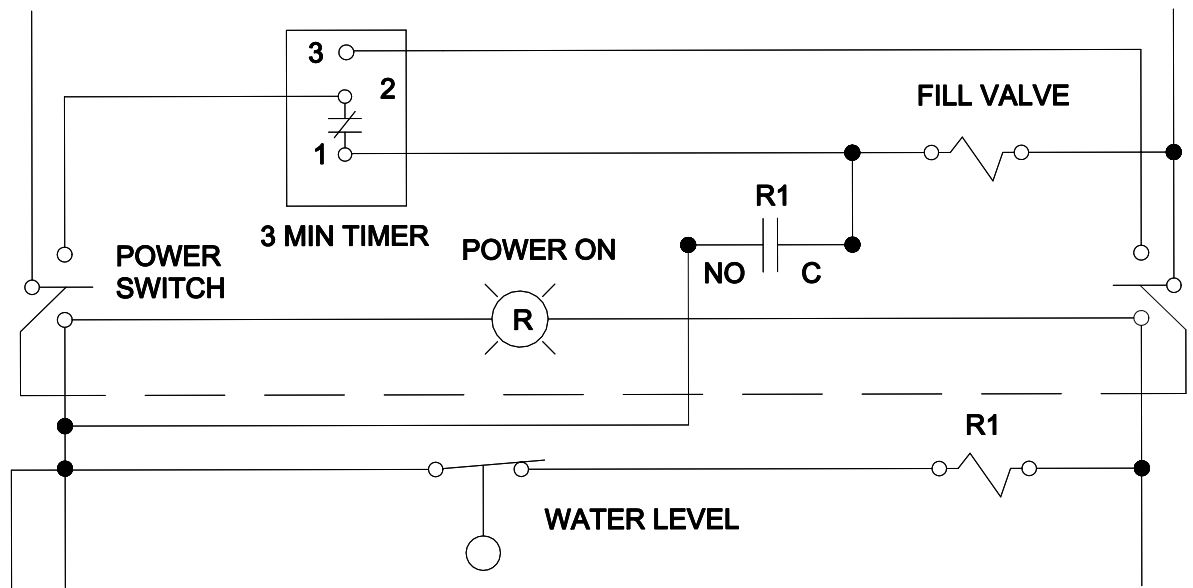 3
2
FILL VALVE
1
R1
3 MIN TIMER
POWER ON
POWER
SWITCH
NO
C
R
R1
WATER LEVEL